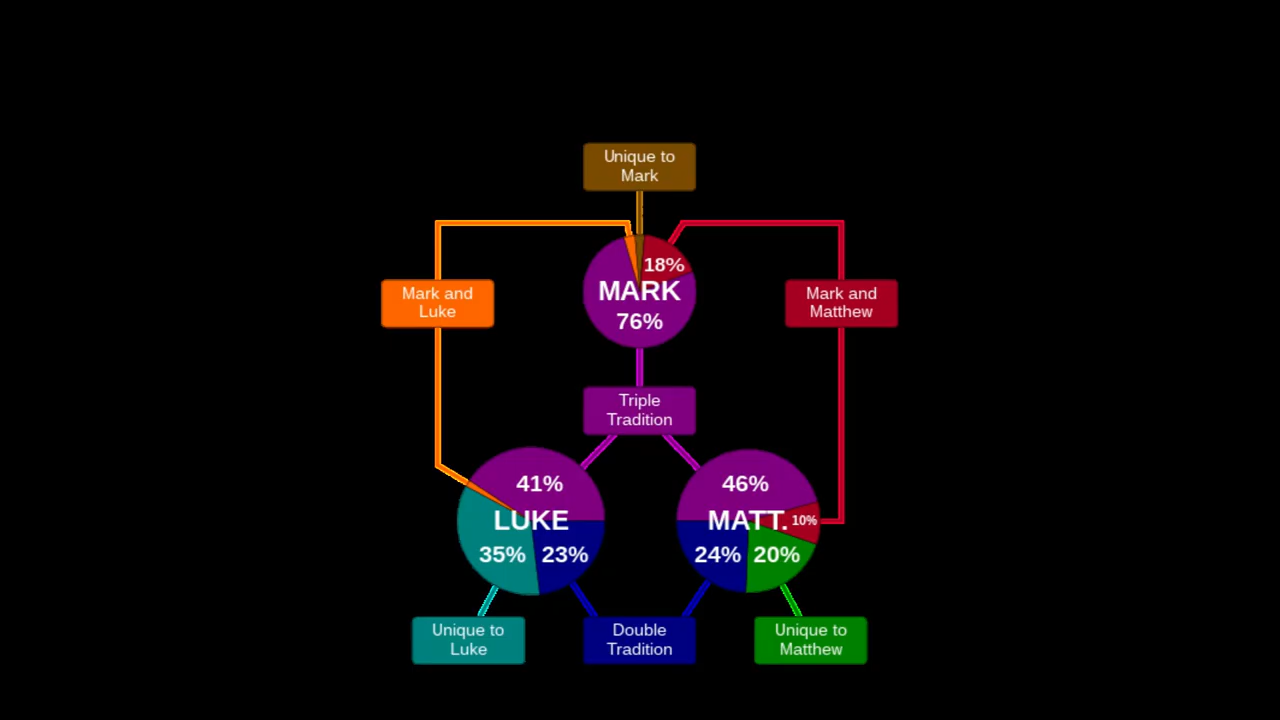 Unique to
Mark
18%
MARK
76%
Mark and
Luke
Mark and
Matthew
Triple
Tradition
41%
LUKE
35%
23%
46%
MATT.
10%
24%
20%
Unique to
Luke
Double
Tradition
Unique to
Matthew